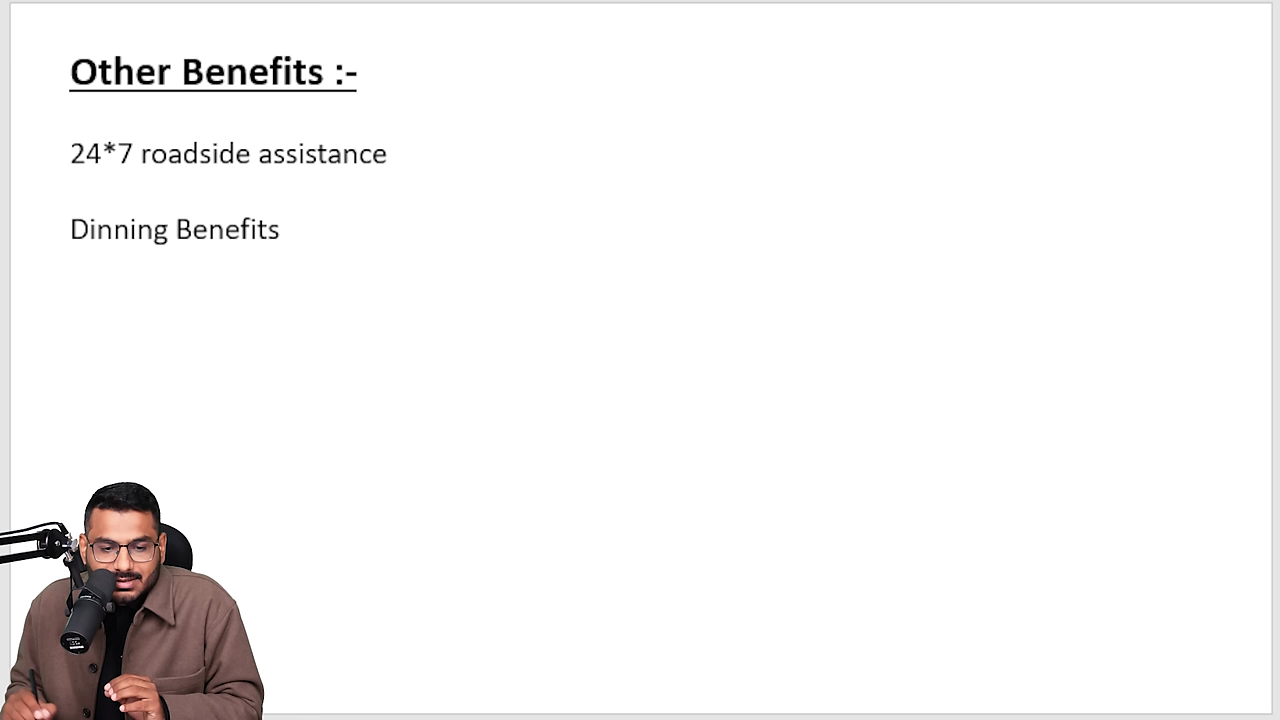 Other Benefits :-
24*7 roadside assistance
Dinning Benefits